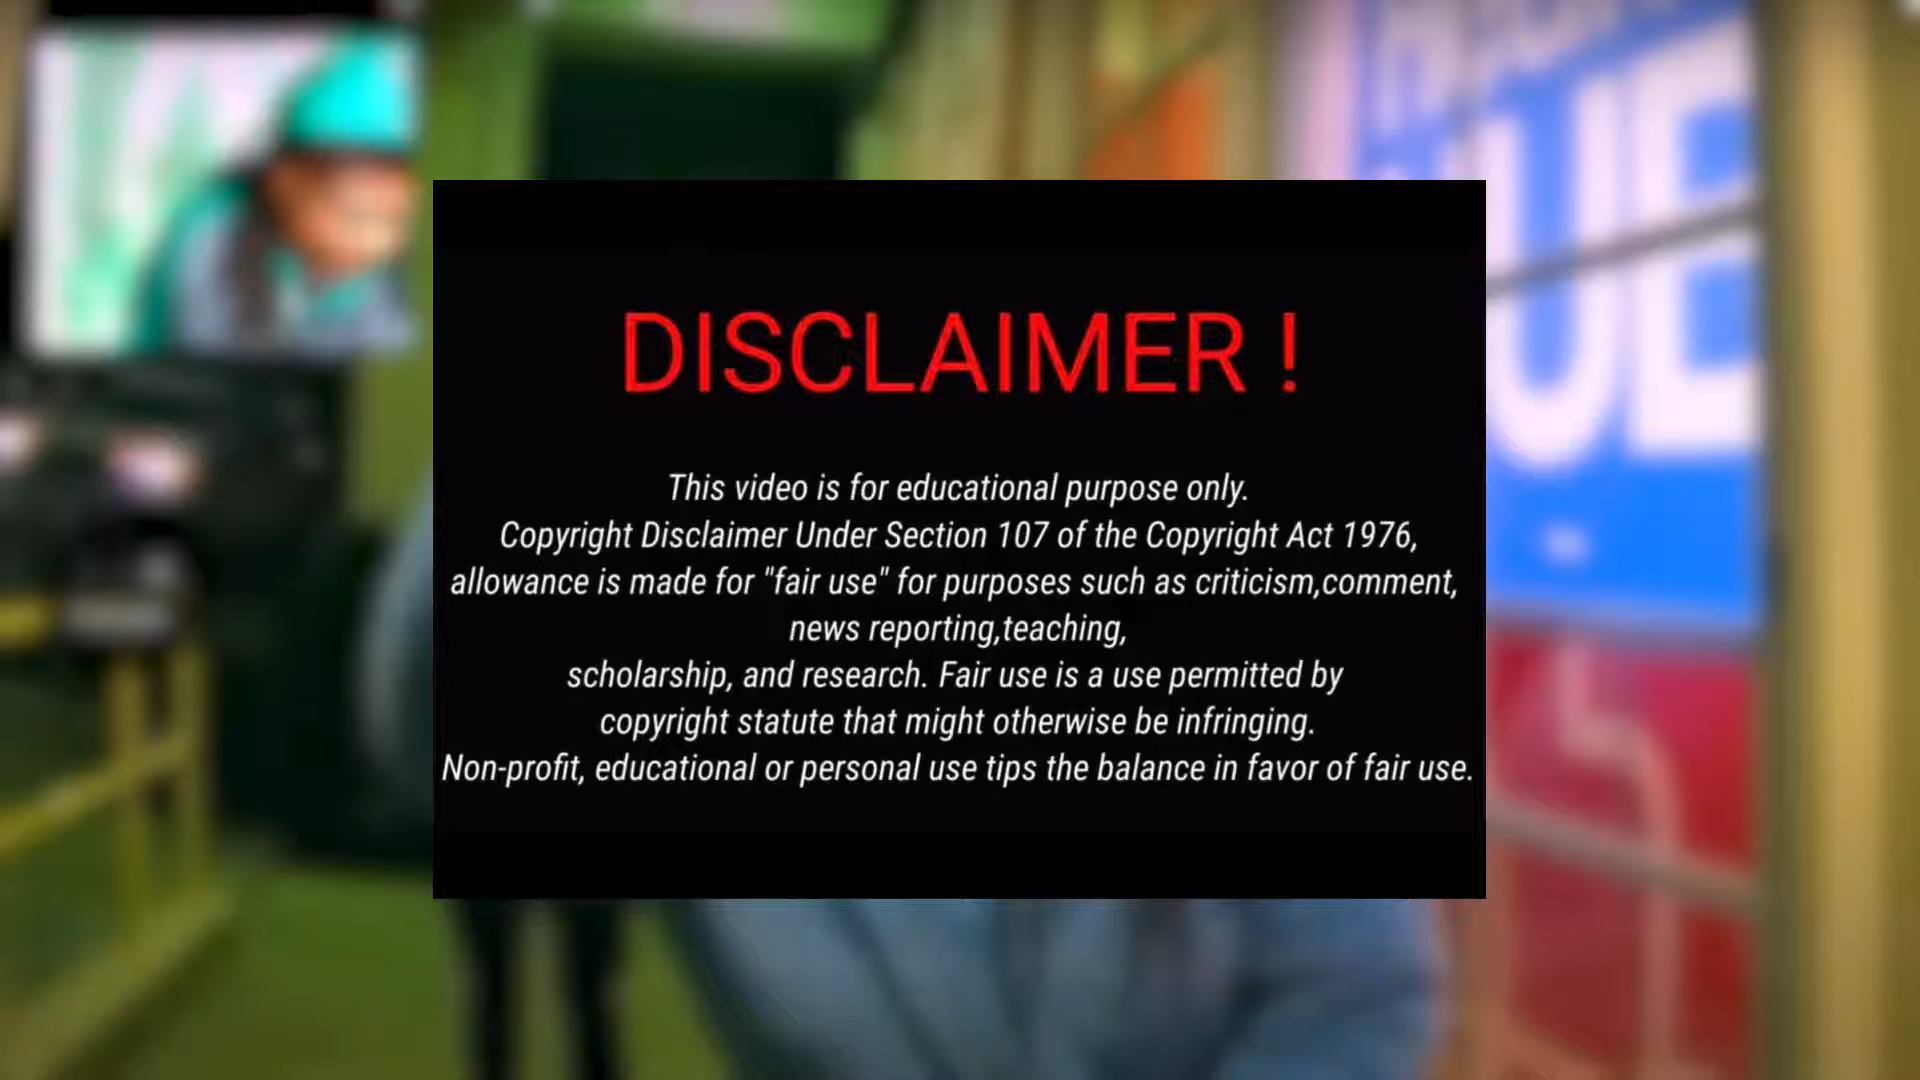 DISCLAIMER !
This video is for educational purpose only.
Copyright Disclaimer Under Section 107 of the Copyright Act 1976,
allowance is made for "fair use" for purposes such as criticism,comment,
news reporting,teaching,
scholarship, and research. Fair use is a use permitted by
copyright statute that might otherwise be infringing.
Non-profit, educational or personal use tips the balance in favor of fair use.